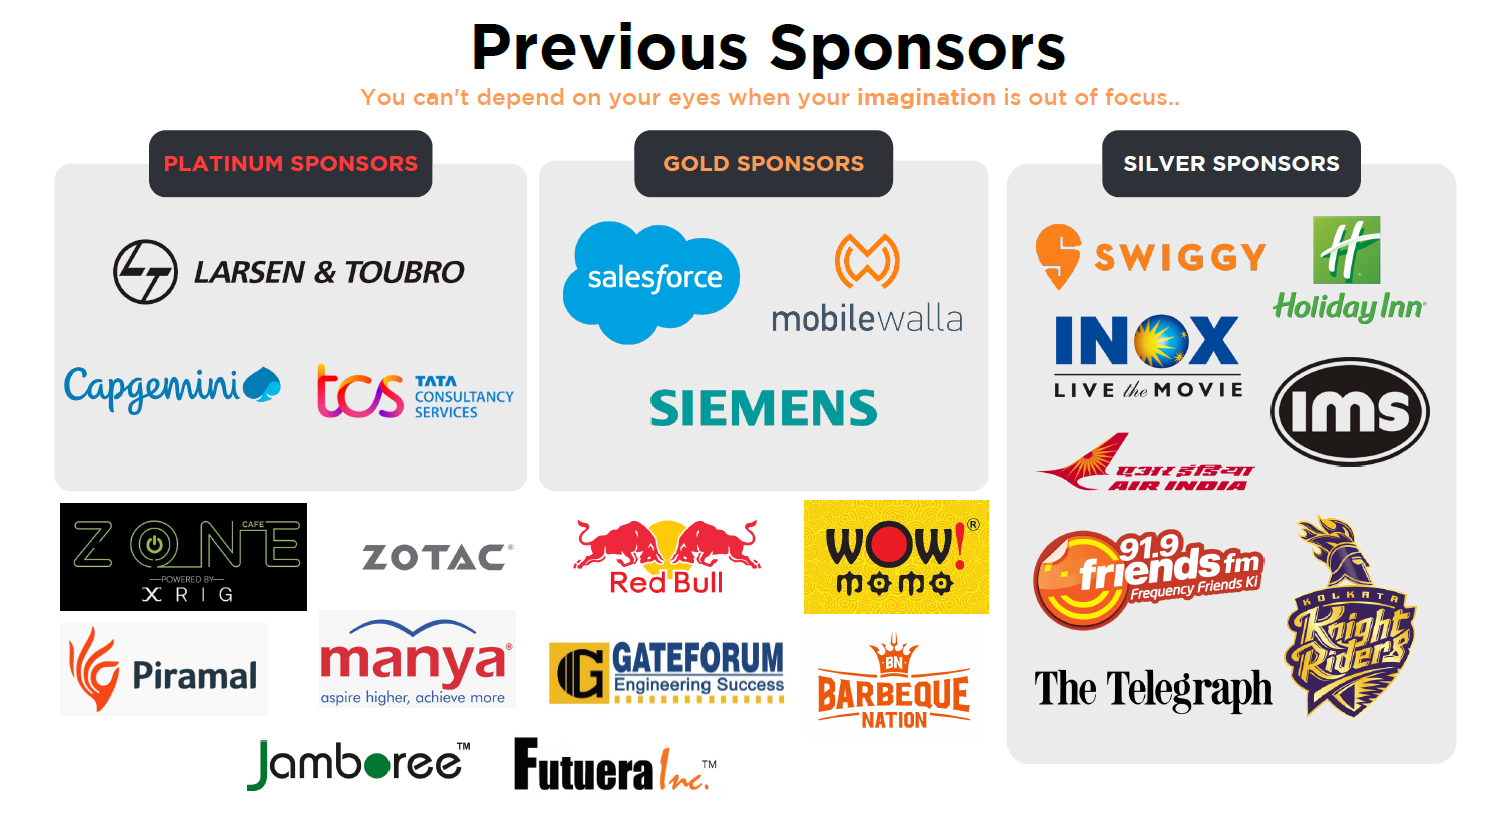 Previous Sponsors
You can't depend on your eyes when your imagination is out of focus..
PLATINUM SPONSORS
LT
LARSEN & TOUBRO
Capgemini
tcs
TATA
CONSULTANCY
SERVICES
GOLD SPONSORS
salesforce
mobilewalla
SIEMENS
SILVER SPONSORS
SWIGGY
H
Holiday Inn®
INOX
LIVE the MOVIE
ims
एअर इंडिया
AIR INDIA
91.9
friends fm
Frequency Friends Ki
KOLKATA
Knight
Riders
The Telegraph
ZONE
CAFE
POWERED BY
X RIG
ZOTAC®
Red Bull
WOW!®
momo
Piramal
manya®
aspire higher, achieve more
G
GATEFORUM
Engineering Success
BN
BARBEQUE
NATION
Jamboree™
Futuera Inc.™